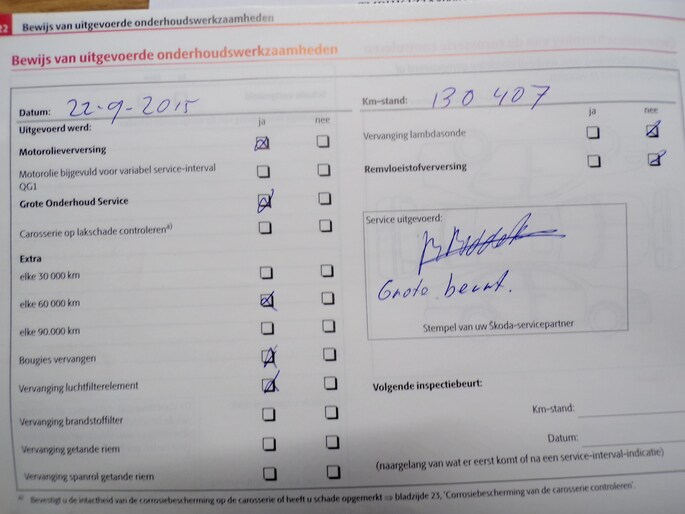 22 Bewijs van uitgevoerde onderhoudswerkzaamheden
Bewijs van uitgevoerde onderhoudswerkzaamheden
Datum: 22-9-2015
Km-stand: 130 407
Uitgevoerd werd: ja nee
ja nee
Motorolieverversing
Vervanging lambdasonde
Motorolie bijgevuld voor variabel service-interval
QG1
Remvloeistofverversing
Grote Onderhoud Service
Carosserie op lakschade controleren a)
Service uitgevoerd:
Extra
elke 30 000 km
elke 60 000 km
Grote beurt.
elke 90.000 km
Stempel van uw Škoda-servicepartner
Bougies vervangen
Vervanging luchtfilterelement
Volgende inspectiebeurt:
Vervanging brandstoffilter
Km-stand:
Vervanging getande riem
Datum:
(naargelang van wat er eerst komt of na een service-interval-indicatie)
Vervanging spanrol getande riem
a) Bevestigt u de intactheid van de corrosiebescherming op de carosserie of heeft u schade opgemerkt ⇒ bladzijde 23, 'Corrosiebescherming van de carosserie controleren'.